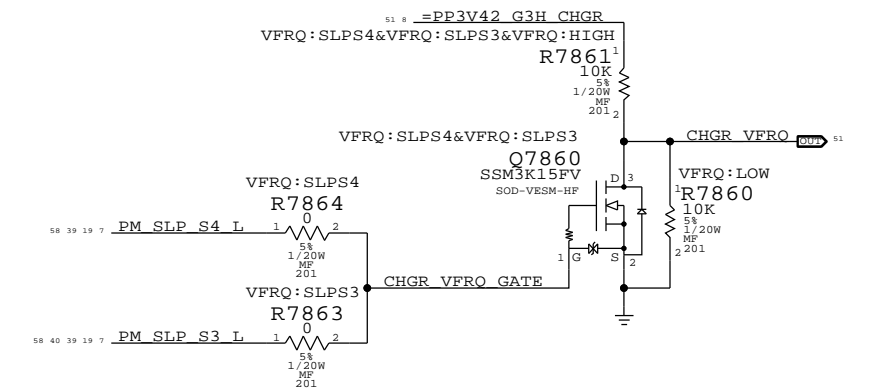 51 8 =PP3V42_G3H_CHGR
VFRQ:SLPS4&VFRQ:SLPS3&VFRQ:HIGH
R7861 1
10K
5%
1/20W
MF
201 2
VFRQ:SLPS4&VFRQ:SLPS3
CHGR_VFRQ OUT 51
Q7860
SSM3K15FV
SOD-VESM-HF
D 3
1 G S 2
VFRQ:LOW
1 R7860
10K
5%
1/20W
MF
2 201
VFRQ:SLPS4
R7864
0
58 39 19 7 PM_SLP_S4_L 1 2
5%
1/20W
MF
201
CHGR_VFRQ_GATE
VFRQ:SLPS3
R7863
0
58 40 39 19 7 PM_SLP_S3_L 1 2
5%
1/20W
MF
201